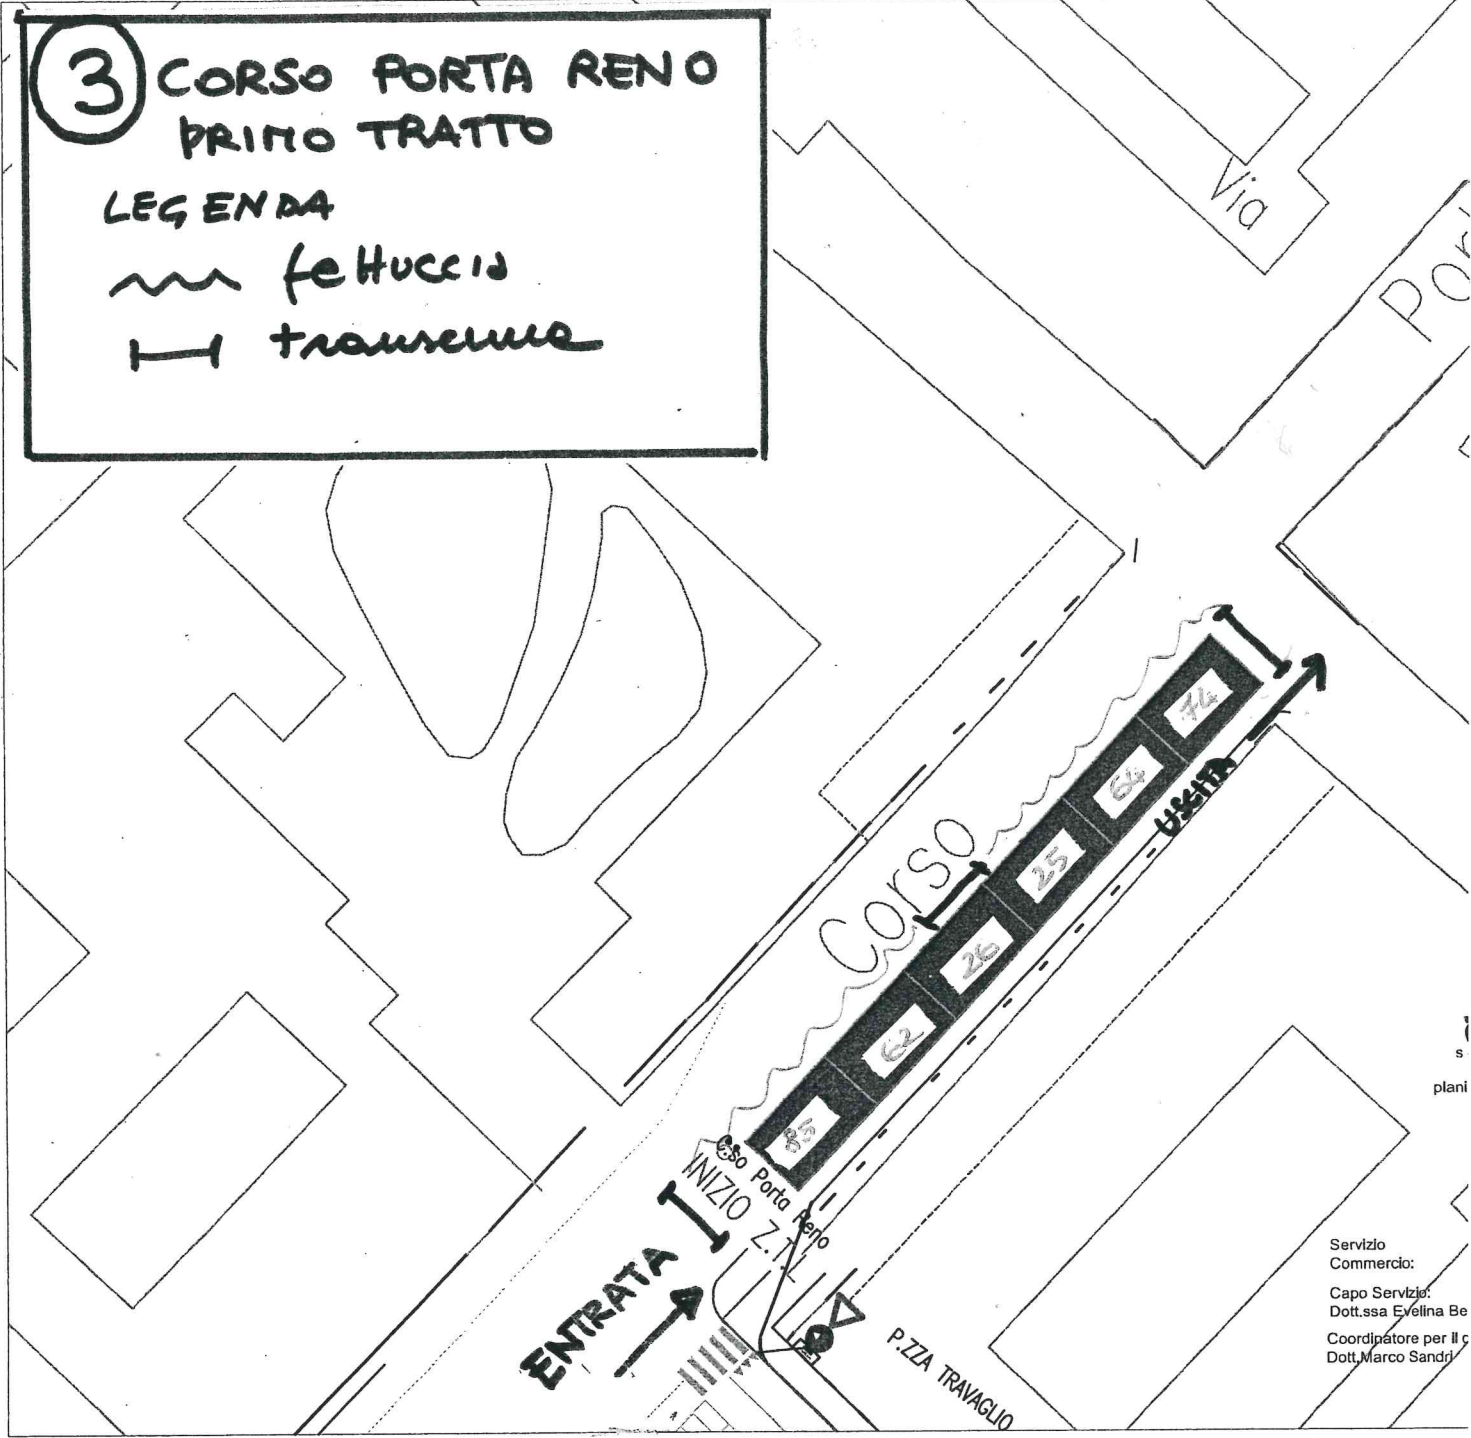 3 CORSO PORTA RENO
PRIMO TRATTO
LEGENDA
fettuccia
transenna
Via
Por
Corso
74
64
25
26
62
USCITA
C.so Porta Reno
INIZIO Z.T.L
ENTRATA
P.ZZA TRAVAGLIO
s
plani
Servizio
Commercio:
Capo Servizio:
Dott.ssa Evelina Be
Coordinatore per il c
Dott.Marco Sandri